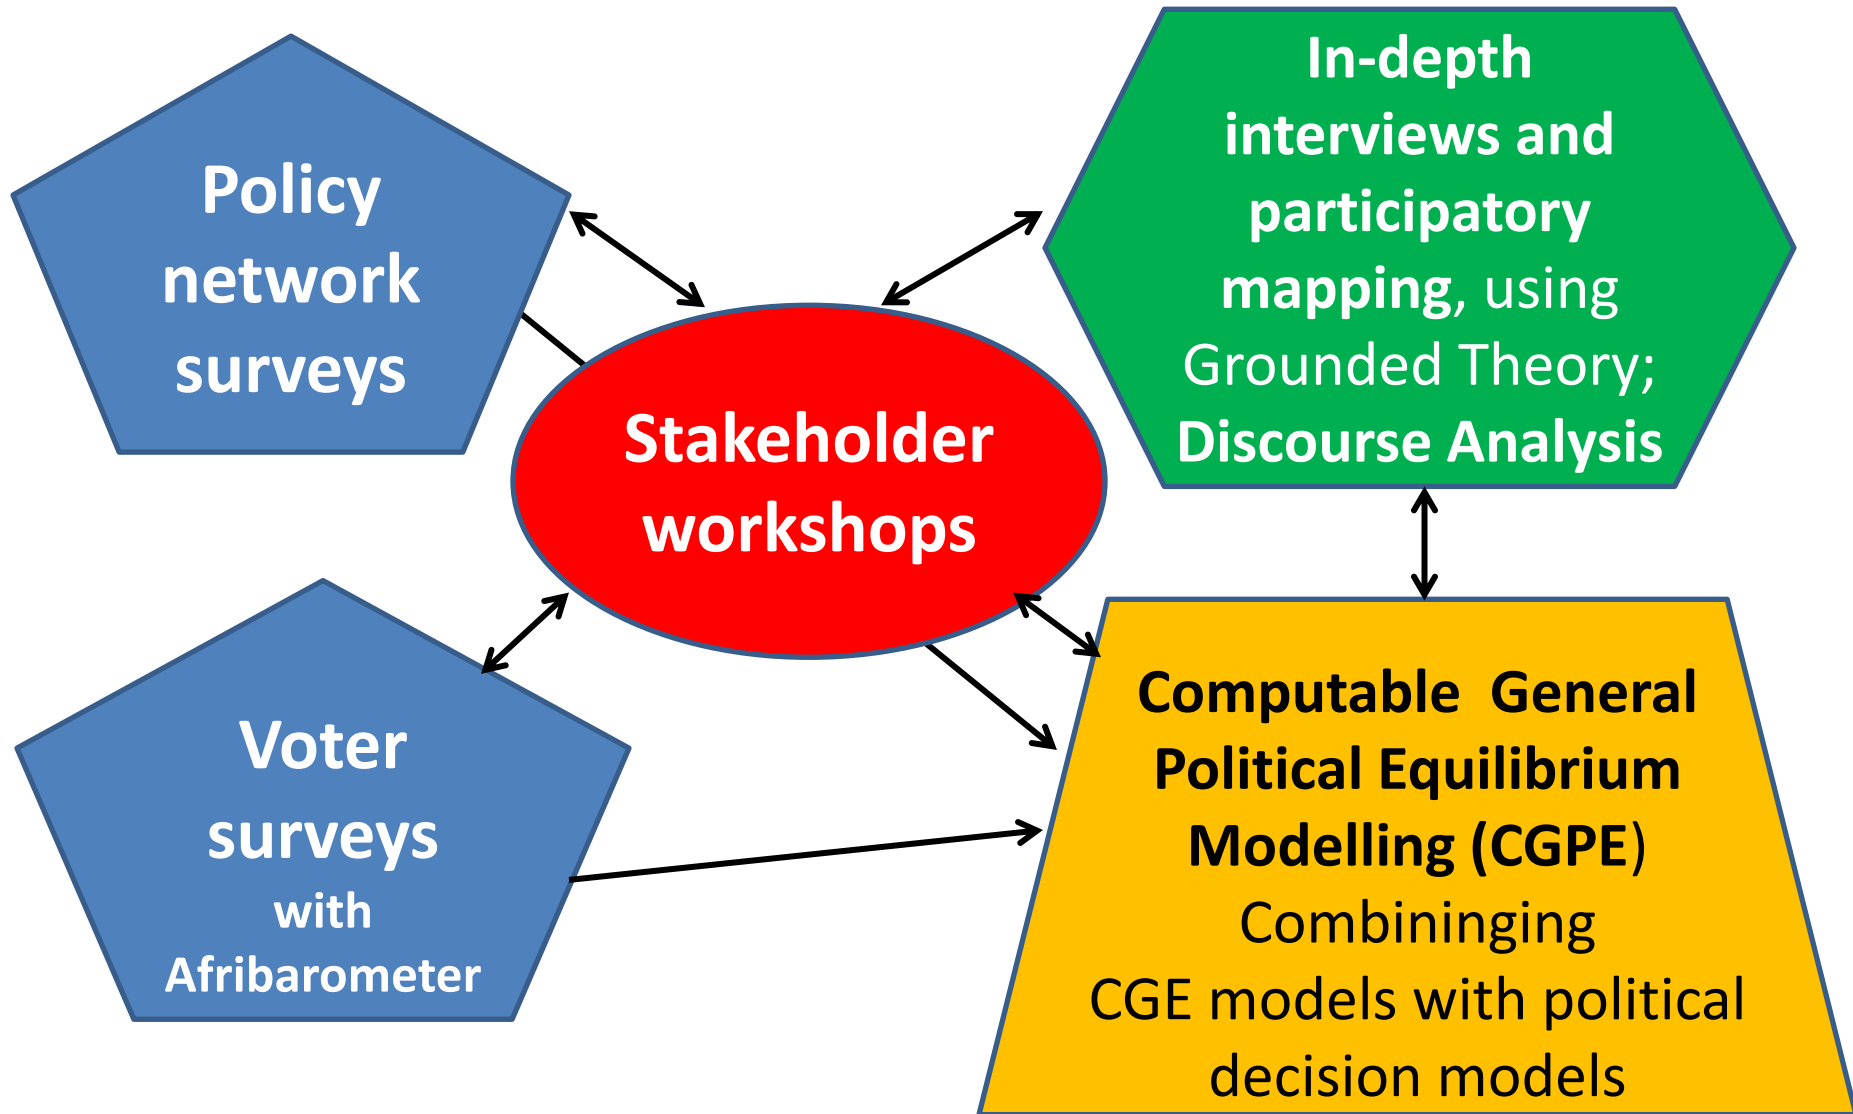 Policy
network
surveys
In-depth
interviews and
participatory
mapping, using
Grounded Theory;
Discourse Analysis
Stakeholder
workshops
Voter
surveys
with
Afribarometer
Computable  General
Political Equilibrium
Modelling (CGPE)
Combininging
CGE models with political
decision models